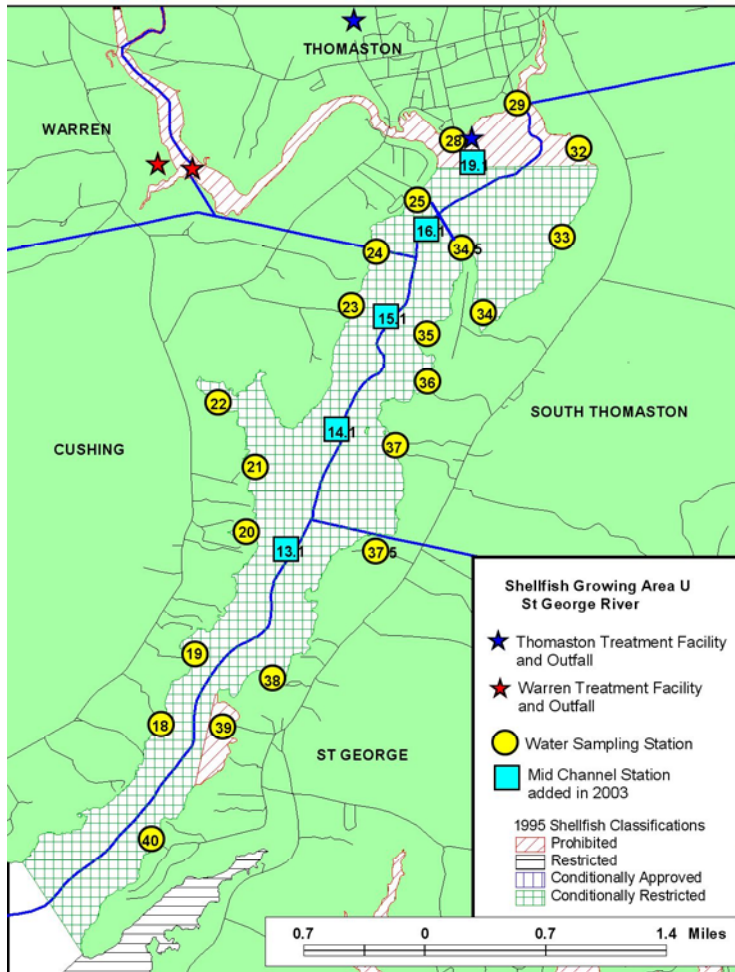 THOMASTON
WARREN
29
28
32
19.1
25
16.1
33
24
34.5
23
15.1
34
35
36
22
SOUTH THOMASTON
14.1
37
CUSHING
21
20
13.1
37.5
Shellfish Growing Area U
St George River
Thomaston Treatment Facility
and Outfall
Warren Treatment Facility
and Outfall
Water Sampling Station
Mid Channel Station
added in 2003
1995 Shellfish Classifications
Prohibited
Restricted
Conditionally Approved
Conditionally Restricted
19
38
18
39
ST GEORGE
40
0.7 0 0.7 1.4 Miles